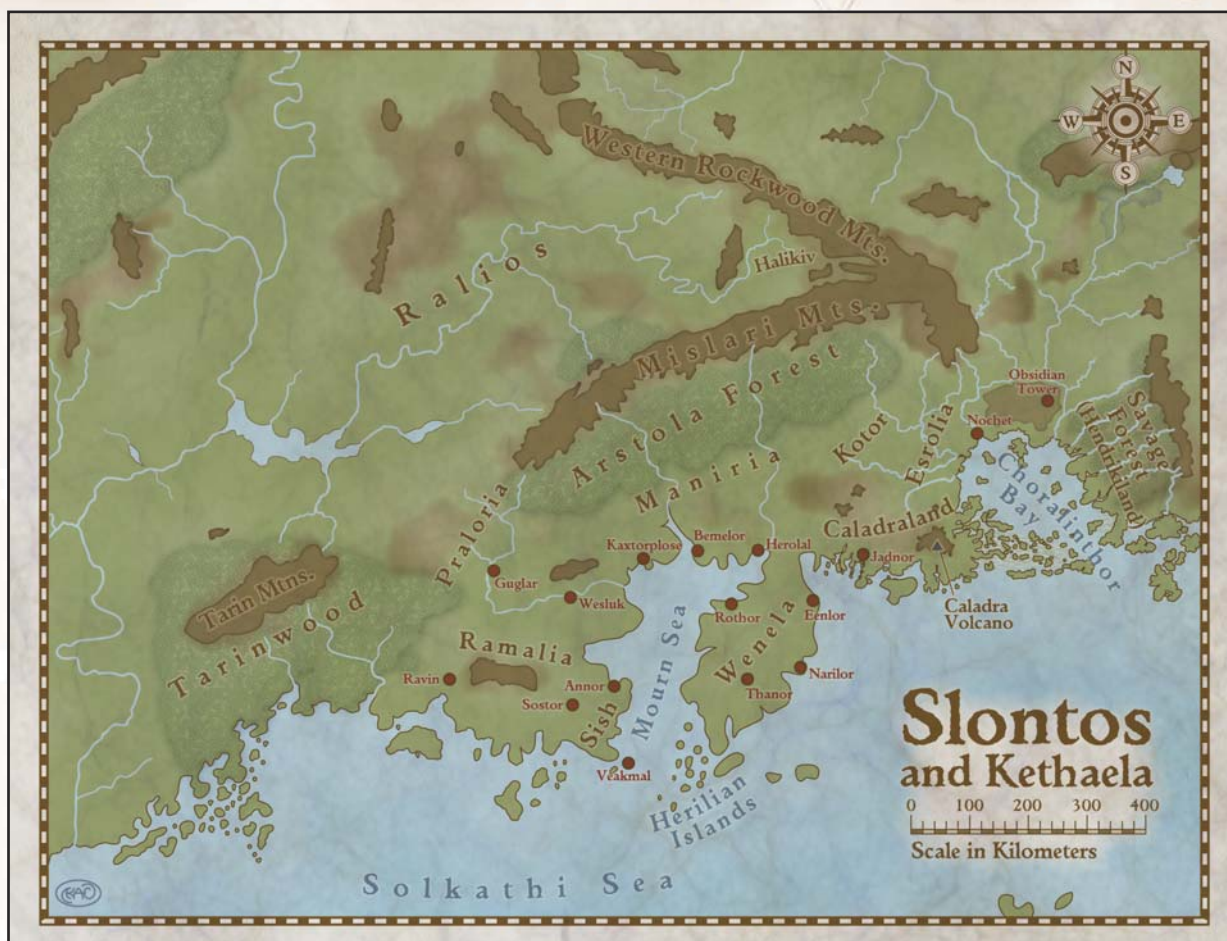 N
W
E
S
Western Rockwood Mts.
Halikiv
Ralios
Mislari Mts.
Arstola Forest
Obsidian
Tower
Nochet
Savage
Forest
(Hendrikiland)
Kotor
Esrolia
Choralinthor
Bay
Maniria
Praloria
Caladraland
Kaxtorplose
Bemelor
Herolal
Jadnor
Guglar
Wesluk
Tarin Mtns.
Tarinwood
Rothor
Eenlor
Caladra
Volcano
Mourn Sea
Wenela
Ramalia
Ravin
Annor
Sostor
Sish
Thanor
Narilor
Veakmal
Herilian
Islands
Slontos
and Kethaela
0 100 200 300 400
Scale in Kilometers
Solkathi Sea